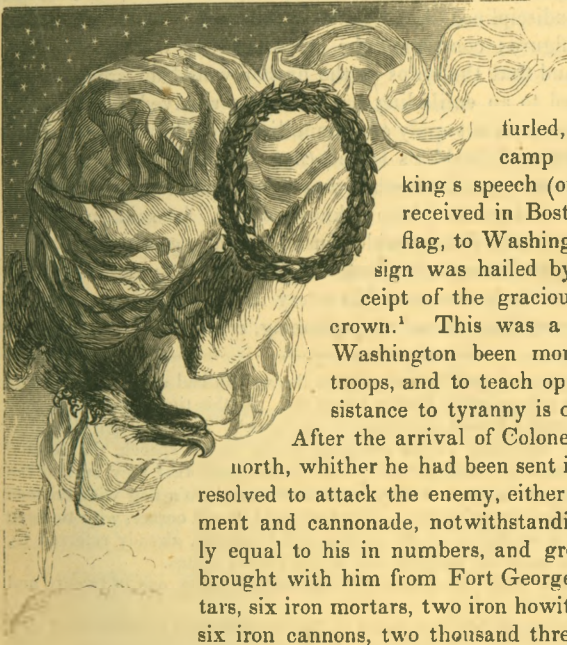 furled,
camp
king s speech (o
received in Bost
flag, to Washing
sign was hailed by
ceipt of the graciou
crown.¹ This was a
Washington been mor
troops, and to teach op
sistance to tyranny is o
After the arrival of Colone
north, whither he had been sent i
resolved to attack the enemy, either
ment and cannonade, notwithstandi
ly equal to his in numbers, and gre
brought with him from Fort George
tars, six iron mortars, two iron howit
six iron cannons, two thousand thre